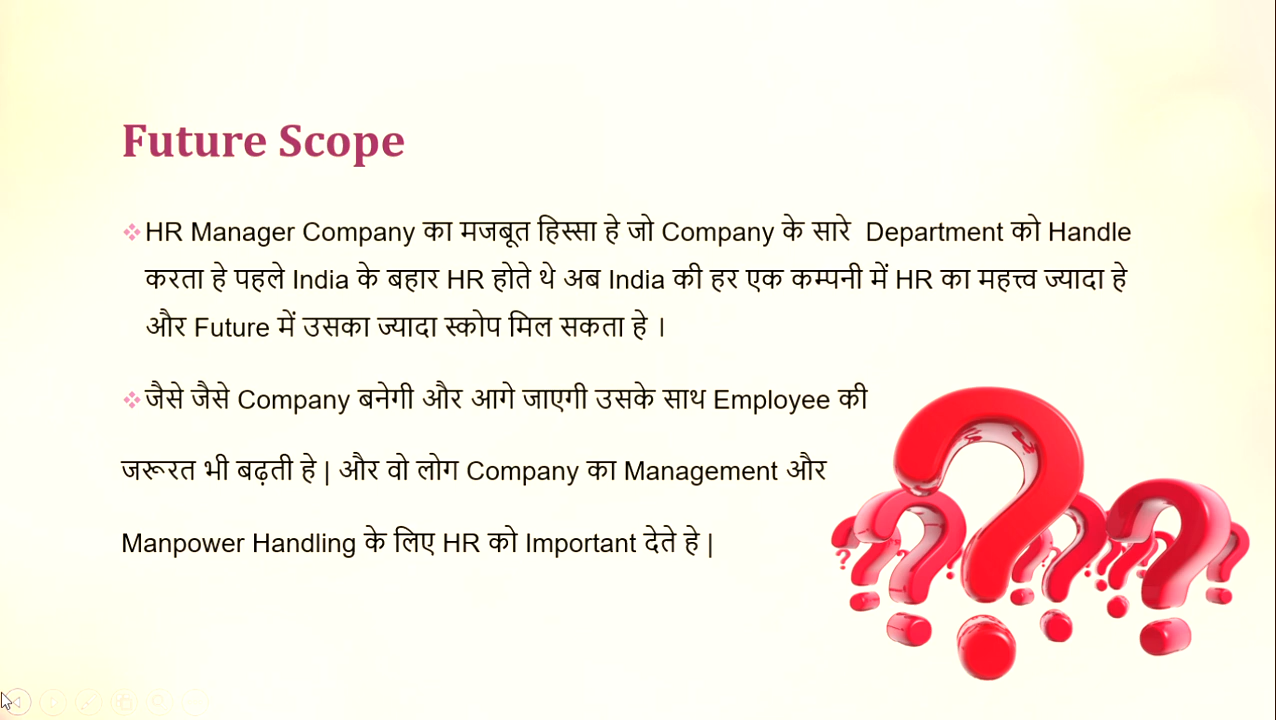 Future Scope
HR Manager Company का मजबूत हिस्सा हे जो Company के सारे Department को Handle
करता हे पहले India के बहार HR होते थे अब India की हर एक कम्पनी में HR का महत्त्व ज्यादा हे
और Future में उसका ज्यादा स्कोप मिल सकता हे ।
जैसे जैसे Company बनेगी और आगे जाएगी उसके साथ Employee की
जरूरत भी बढ़ती हे | और वो लोग Company का Management और
Manpower Handling के लिए HR को Important देते हे |